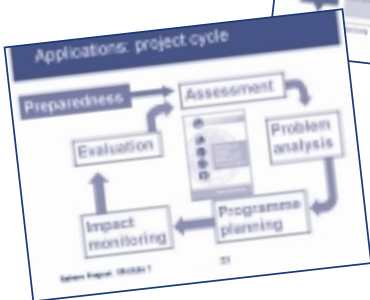 Applications: project cycle
Preparedness
Assessment
Problem
analysis
Programme
planning
Impact
monitoring
Evaluation